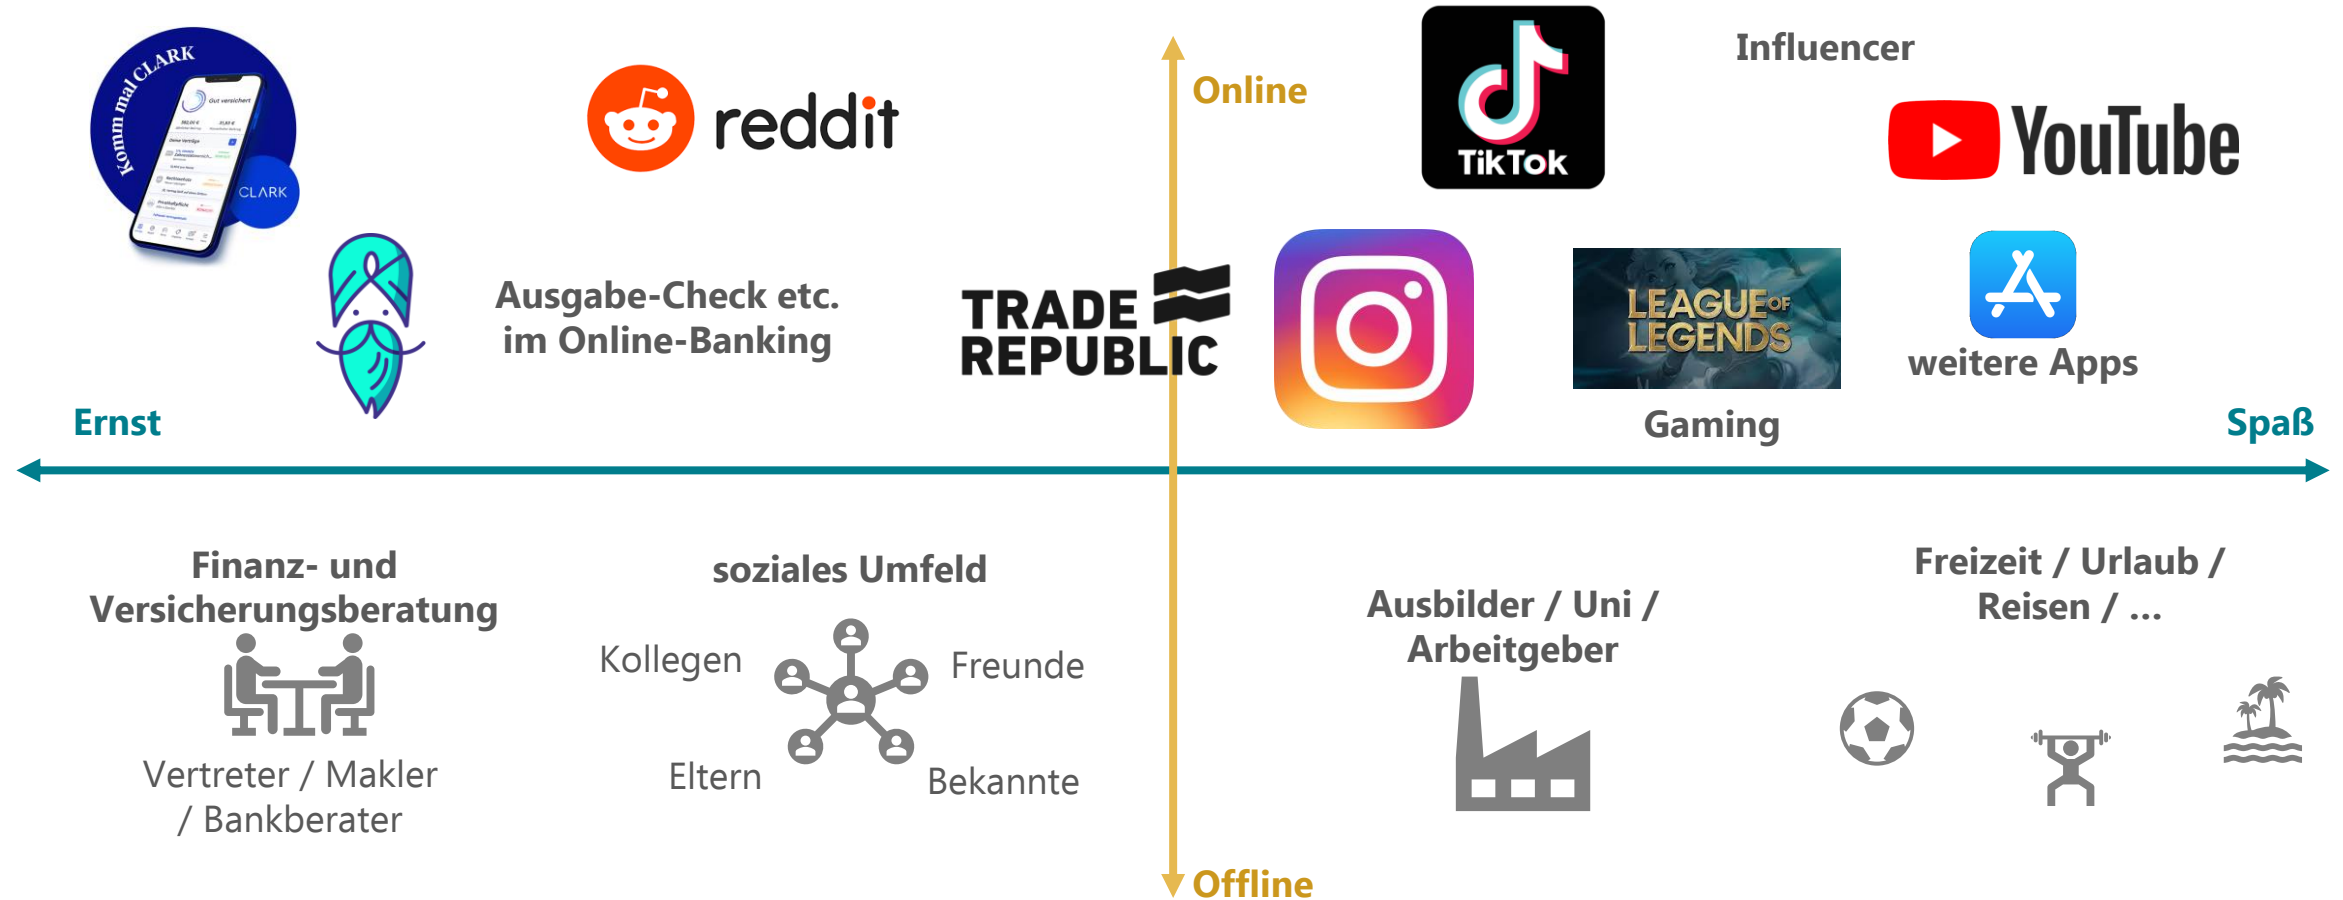 Komm mal CLARK
Gut versichert
CLARK
reddit
Online
TikTok
Influencer
YouTube
Ausgabe-Check etc.
im Online-Banking
TRADE
REPUBLIC
LEAGUE OF
LEGENDS
weitere Apps
Gaming
Ernst
Spaß
Finanz- und
Versicherungsberatung
Vertreter / Makler
/ Bankberater
soziales Umfeld
Kollegen
Freunde
Eltern
Bekannte
Ausbilder / Uni /
Arbeitgeber
Freizeit / Urlaub /
Reisen / ...
Offline